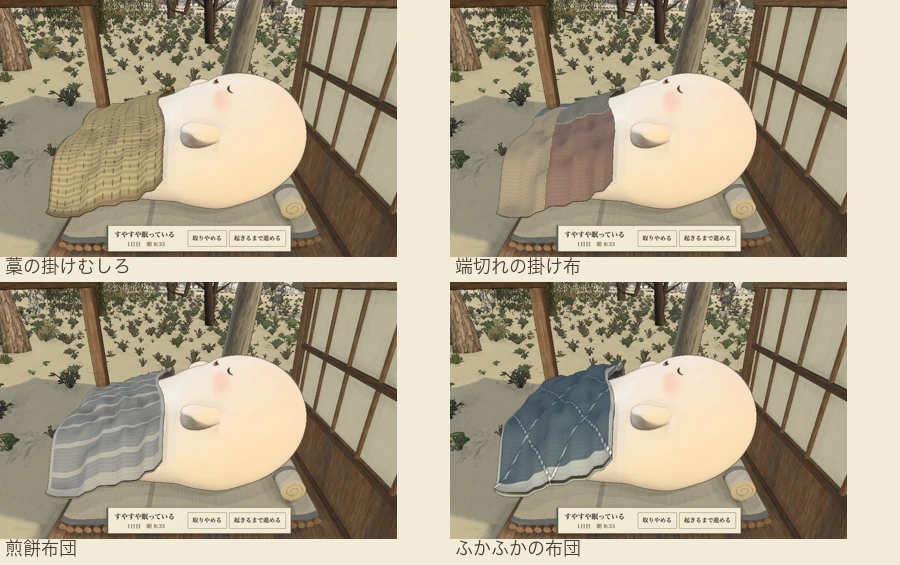 すやすや眠っている
1日目 朝 8:33
取りやめる
起きるまで進める
藁の掛けむしろ
すやすや眠っている
1日目 朝 8:33
取りやめる
起きるまで進める
端切れの掛け布
すやすや眠っている
1日目 朝 8:33
取りやめる
起きるまで進める
煎餅布団
すやすや眠っている
1日目 朝 8:33
取りやめる
起きるまで進める
ふかふかの布団